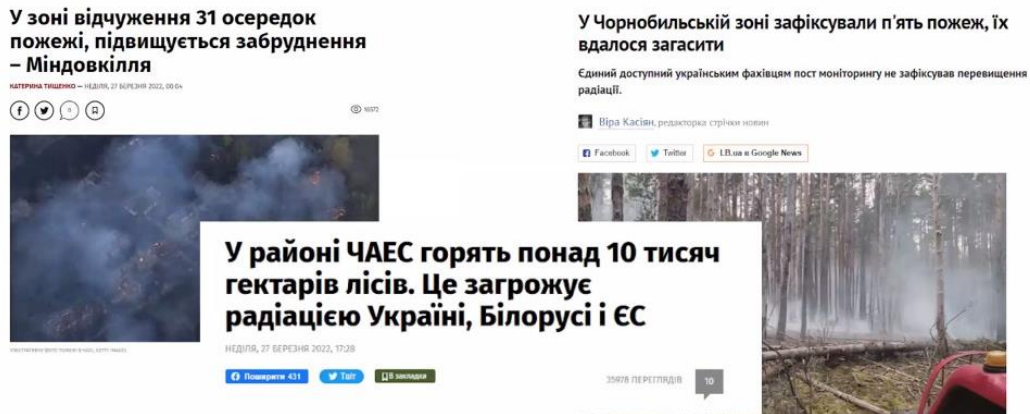 У зоні відчуження 31 осередок
пожежі, підвищується забруднення
– Міндовкілля
КАТЕРИНА ТИЩЕНКО — НЕДІЛЯ, 27 БЕРЕЗНЯ 2022, 06:04
0
16572
У Чорнобильській зоні зафіксували п'ять пожеж, їх
вдалося загасити
Єдиний доступний українським фахівцям пост моніторингу не зафіксував перевищення
радіації.
Віра Касіян, редакторка стрічки новин
Facebook
Twitter
LB.ua в Google News
У районі ЧАЕС горять понад 10 тисяч
гектарів лісів. Це загрожує
радіацією Україні, Білорусі і ЄС
НЕДІЛЯ, 27 БЕРЕЗНЯ 2022, 17:28
Поширити 431
Твіт
В закладки
35978 ПЕРЕГЛЯДІВ
10